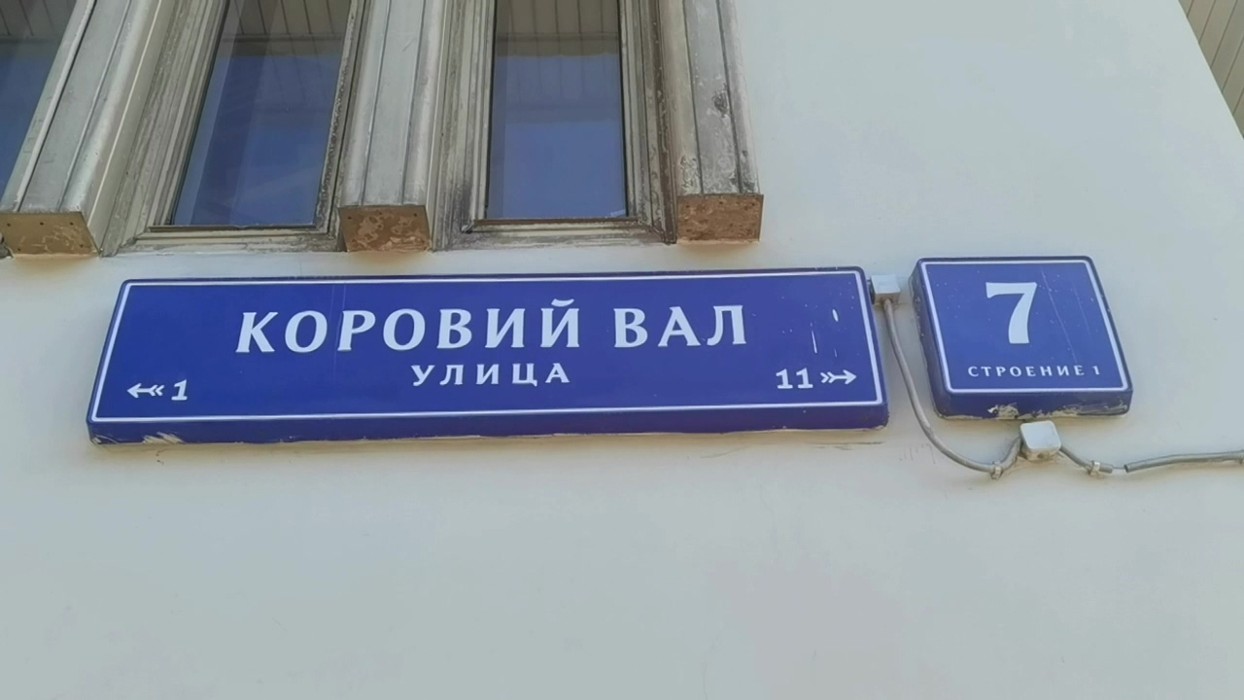 КОРОВИЙ ВАЛ
УЛИЦА
1
11
7
СТРОЕНИЕ 1